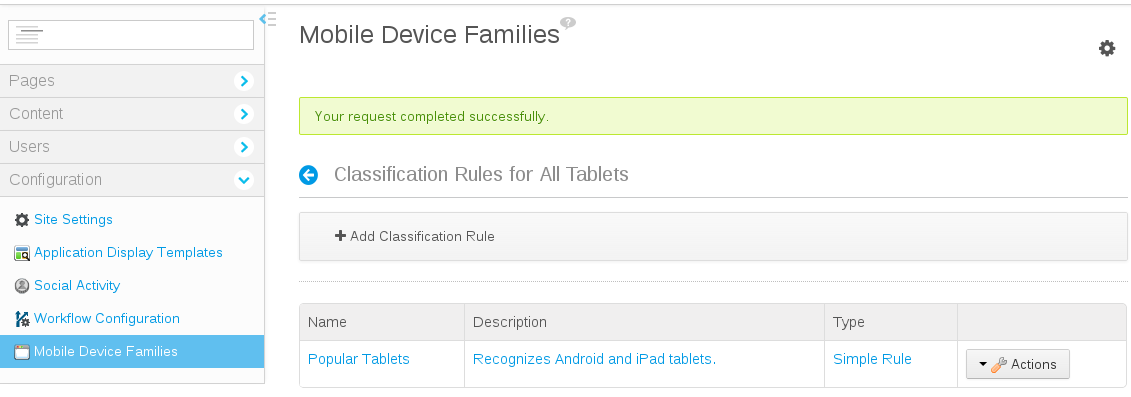 Mobile Device Families
Pages
Content
Users
Configuration
Site Settings
Application Display Templates
Social Activity
Workflow Configuration
Mobile Device Families
Your request completed successfully.
Classification Rules for All Tablets
Add Classification Rule
Name Description Type
Popular Tablets Recognizes Android and iPad tablets. Simple Rule Actions